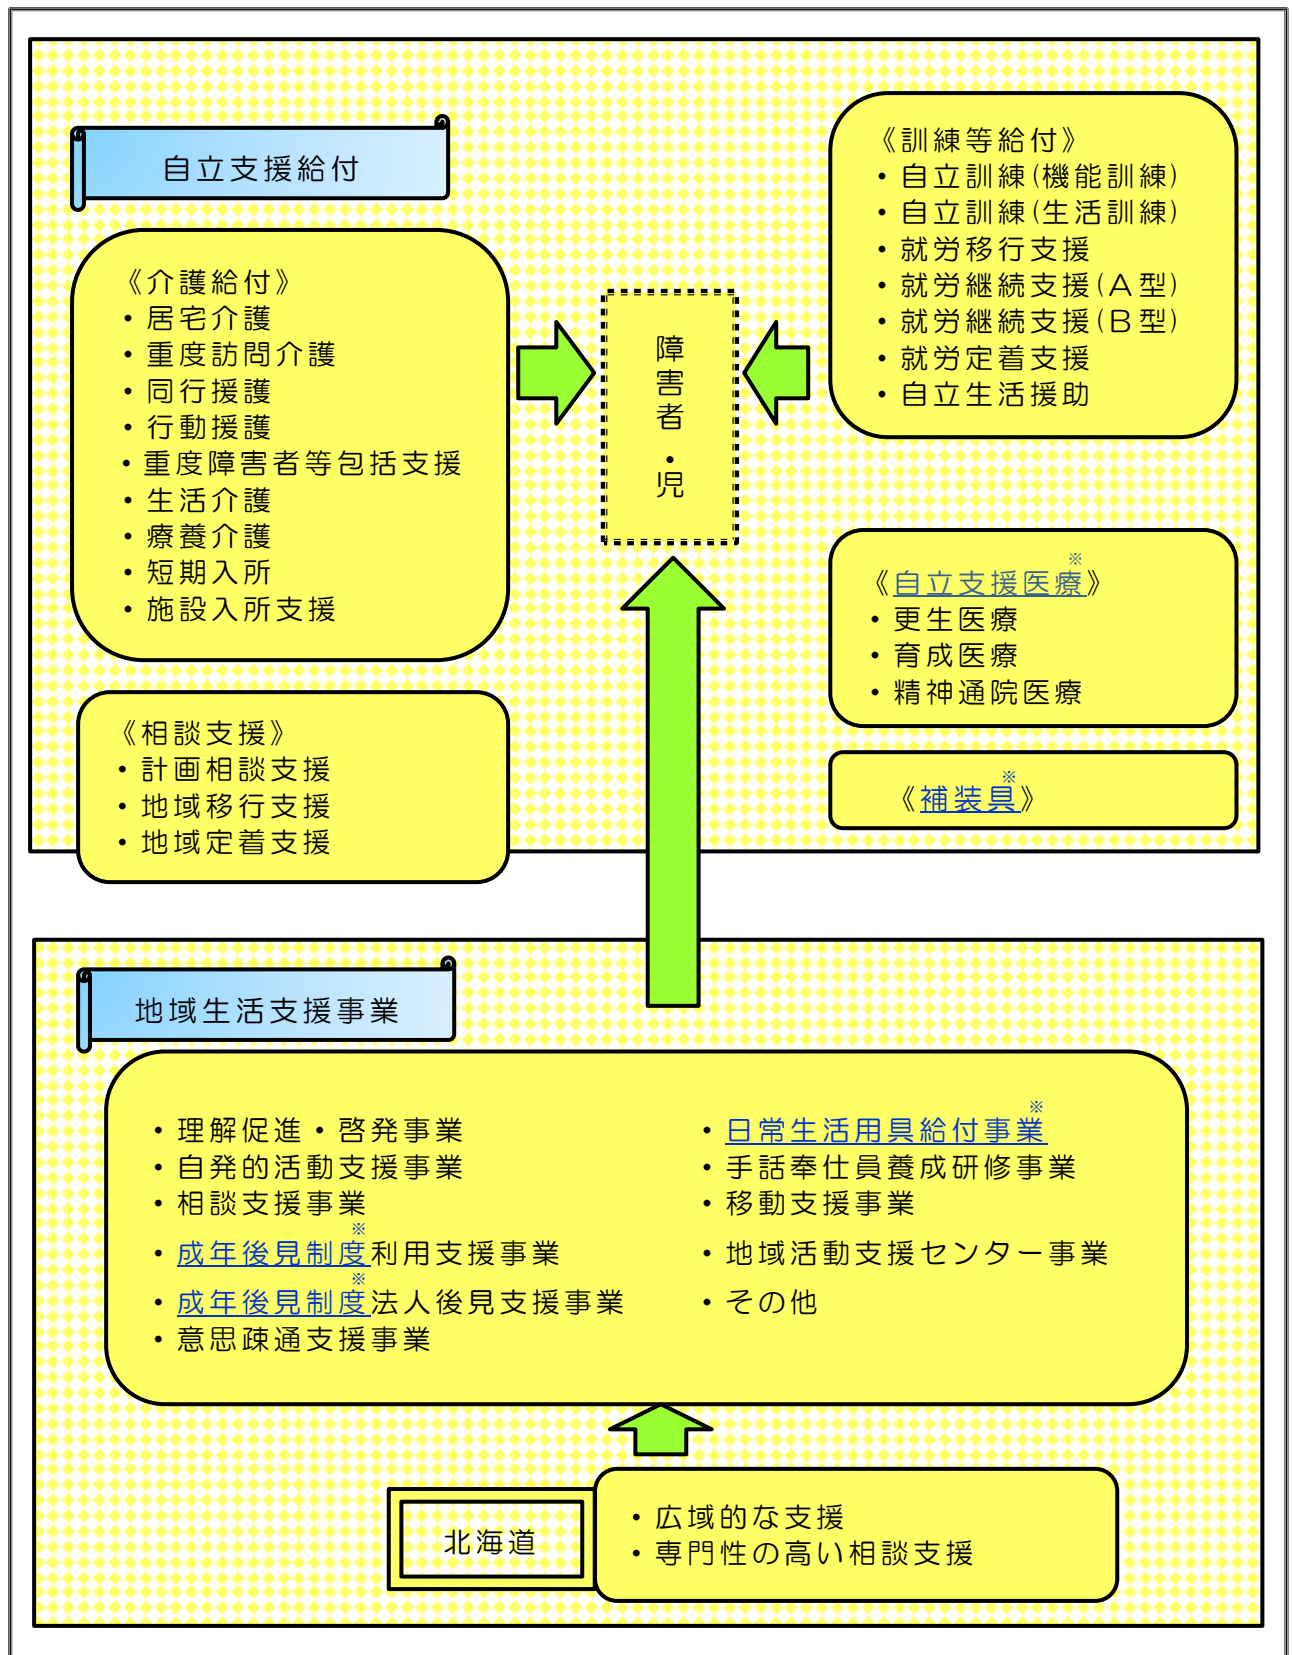 自立支援給付
《介護給付》
・居宅介護
・重度訪問介護
・同行援護
・行動援護
・重度障害者等包括支援
・生活介護
・療養介護
・短期入所
・施設入所支援
《相談支援》
・計画相談支援
・地域移行支援
・地域定着支援
障害者・児
《訓練等給付》
・自立訓練(機能訓練)
・自立訓練(生活訓練)
・就労移行支援
・就労継続支援(A型)
・就労継続支援(B型)
・就労定着支援
・自立生活援助
《自立支援医療※》
・更生医療
・育成医療
・精神通院医療
《補装具※》
地域生活支援事業
・理解促進・啓発事業
・自発的活動支援事業
・相談支援事業
・成年後見制度※利用支援事業
・成年後見制度※法人後見支援事業
・意思疎通支援事業
・日常生活用具給付事業※
・手話奉仕員養成研修事業
・移動支援事業
・地域活動支援センター事業
・その他
北海道
・広域的な支援
・専門性の高い相談支援